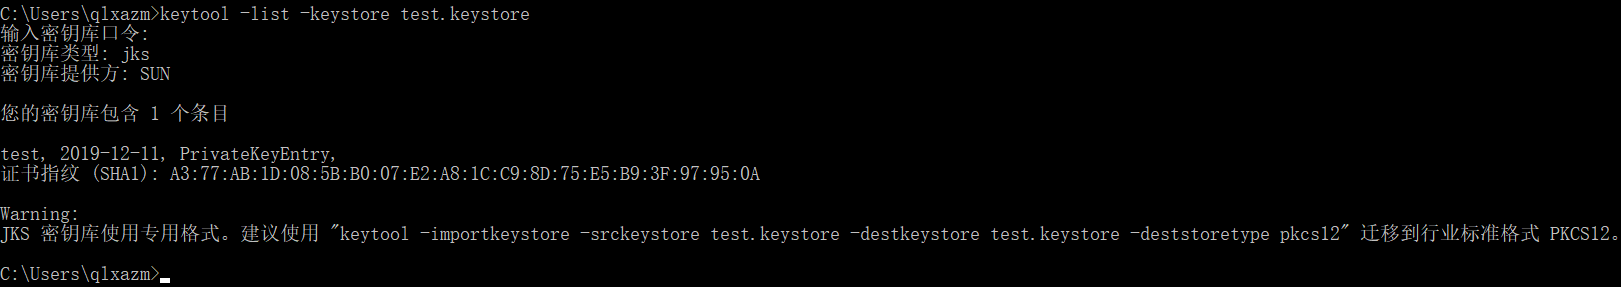 C:\Users\qlxazm>keytool -list -keystore test.keystore
输入密钥库口令:
密钥库类型: jks
密钥库提供方: SUN
您的密钥库包含 1 个条目
test, 2019-12-11, PrivateKeyEntry,
证书指纹 (SHA1): A3:77:AB:1D:08:5B:B0:07:E2:A8:1C:C9:8D:75:E5:B9:3F:97:95:0A
Warning:
JKS 密钥库使用专用格式。建议使用 "keytool -importkeystore -srckeystore test.keystore -destkeystore test.keystore -deststoretype pkcs12" 迁移到行业标准格式 PKCS12。
C:\Users\qlxazm>